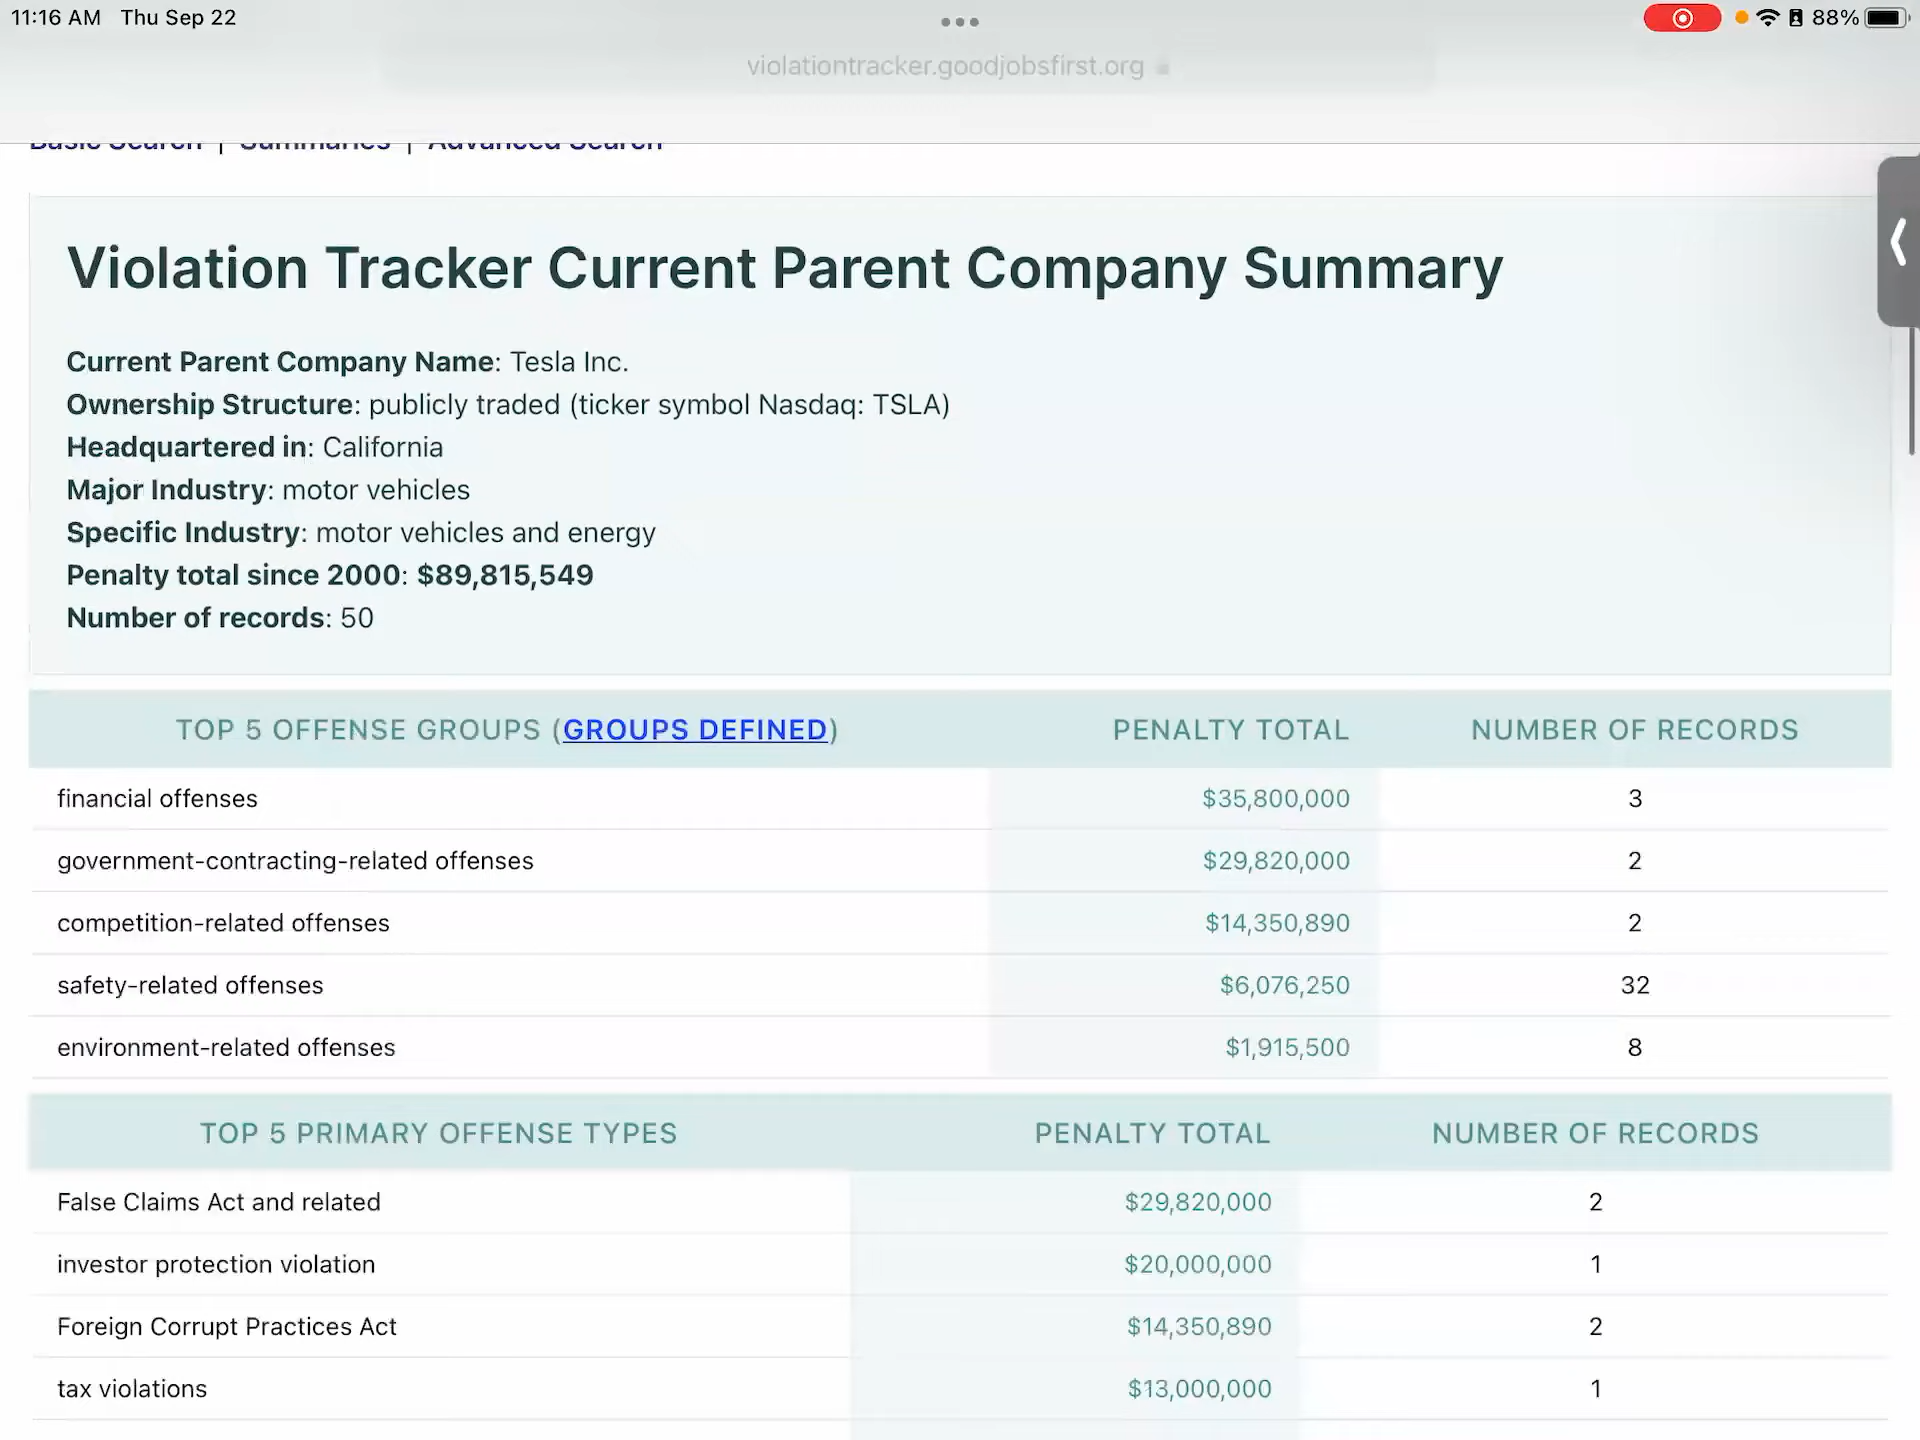 11:16 AM Thu Sep 22
88%
violationtracker.goodjobsfirst.org
Basic Search | Summaries | Advanced Search
Violation Tracker Current Parent Company Summary
Current Parent Company Name: Tesla Inc.
Ownership Structure: publicly traded (ticker symbol Nasdaq: TSLA)
Headquartered in: California
Major Industry: motor vehicles
Specific Industry: motor vehicles and energy
Penalty total since 2000: $89,815,549
Number of records: 50
TOP 5 OFFENSE GROUPS (GROUPS DEFINED) PENALTY TOTAL NUMBER OF RECORDS
financial offenses $35,800,000 3
government-contracting-related offenses $29,820,000 2
competition-related offenses $14,350,890 2
safety-related offenses $6,076,250 32
environment-related offenses $1,915,500 8
TOP 5 PRIMARY OFFENSE TYPES PENALTY TOTAL NUMBER OF RECORDS
False Claims Act and related $29,820,000 2
investor protection violation $20,000,000 1
Foreign Corrupt Practices Act $14,350,890 2
tax violations $13,000,000 1